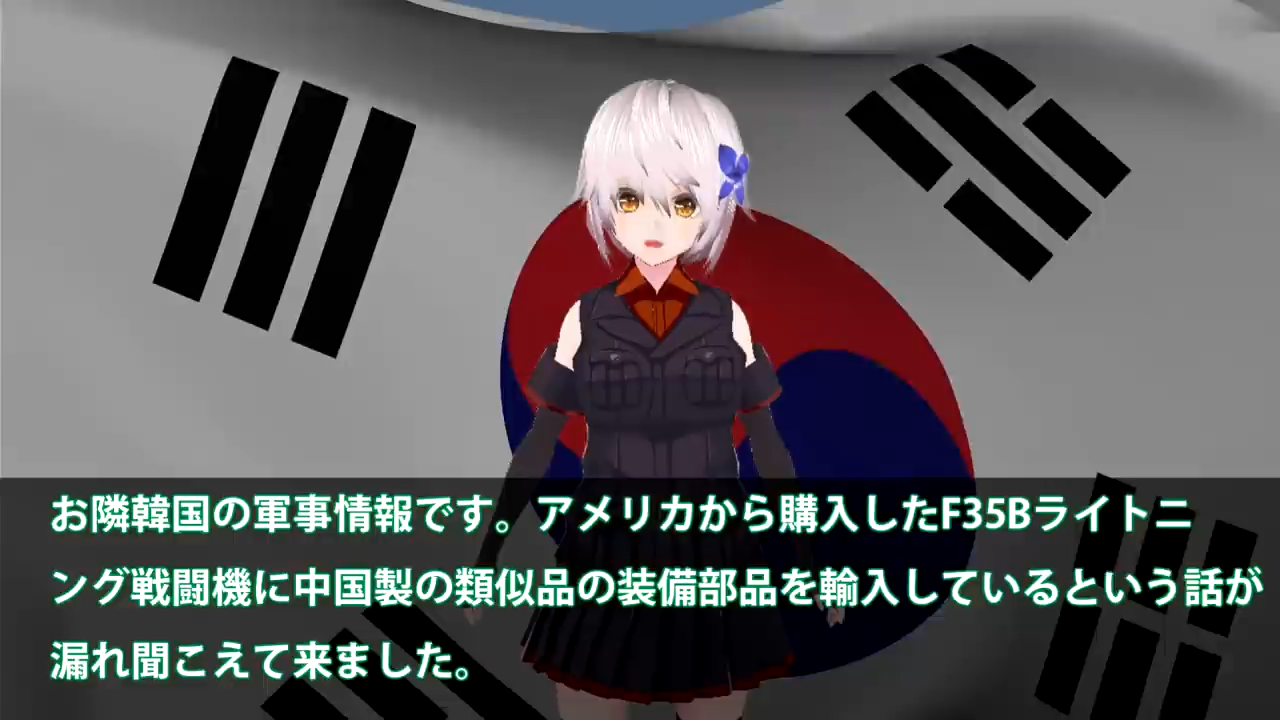 お隣韓国の軍事情報です。アメリカから購入したF35Bライトニ
ング戦闘機に中国製の類似品の装備部品を輸入しているという話が
漏れ聞こえて来ました。